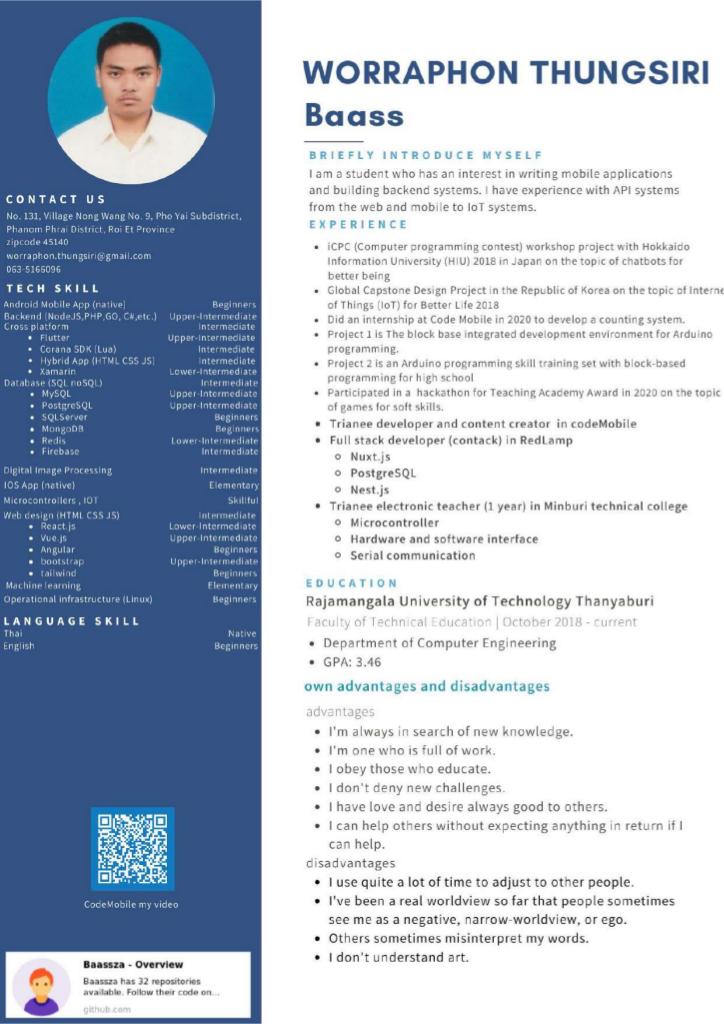 WORRAPHON THUNGSIRI
Baass
BRIEFLY INTRODUCE MYSELF
I am a student who has an interest in writing mobile applications
and building backend systems. I have experience with API systems
from the web and mobile to IoT systems.
EXPERIENCE
iCPC (Computer programming contest) workshop project with Hokkaido
Information University (HIU) 2018 in Japan on the topic of chatbots for
better being
Global Capstone Design Project in the Republic of Korea on the topic of Interne
of Things (IoT) for Better Life 2018
Did an internship at Code Mobile in 2020 to develop a counting system.
Project 1 is The block base integrated development environment for Arduino
programming.
Project 2 is an Arduino programming skill training set with block-based
programming for high school
Participated in a hackathon for Teaching Academy Award in 2020 on the topic
of games for soft skills.
Trianee developer and content creator in codeMobile
Full stack developer (contack) in RedLamp
Nuxt.js
PostgreSQL
Nest.js
Trianee electronic teacher (1 year) in Minburi technical college
Microcontroller
Hardware and software interface
Serial communication
EDUCATION
Rajamangala University of Technology Thanyaburi
Faculty of Technical Education | October 2018 - current
Department of Computer Engineering
GPA: 3.46
own advantages and disadvantages
advantages
I'm always in search of new knowledge.
I'm one who is full of work.
I obey those who educate.
I don't deny new challenges.
I have love and desire always good to others.
I can help others without expecting anything in return if I
can help.
disadvantages
I use quite a lot of time to adjust to other people.
I've been a real worldview so far that people sometimes
see me as a negative, narrow-worldview, or ego.
Others sometimes misinterpret my words.
I don't understand art.
CONTACT US
No. 131, Village Nong Wang No. 9, Pho Yai Subdistrict,
Phanom Phrai District, Roi Et Province
zipcode 45140
worraphon.thungsiri@gmail.com
063-5166096
TECH SKILL
Android Mobile App (native) Beginners
Backend (NodeJS,PHP,GO, C#,etc.) Upper-Intermediate
Cross platform Intermediate
Flutter Upper-Intermediate
Corana SDK (Lua) Intermediate
Hybrid App (HTML CSS JS) Intermediate
Xamarin Lower-Intermediate
Database (SQL noSQL) Intermediate
MySQL Upper-Intermediate
PostgreSQL Upper-Intermediate
SQLServer Beginners
MongoDB Beginners
Redis Lower-Intermediate
Firebase Intermediate
Digital Image Processing Intermediate
IOS App (native) Elementary
Microcontrollers , IOT Skillful
Web design (HTML CSS JS) Intermediate
React.js Lower-Intermediate
Vue.js Upper-Intermediate
Angular Beginners
bootstrap Upper-Intermediate
tailwind Beginners
Machine learning Elementary
Operational infrastructure (Linux) Beginners
LANGUAGE SKILL
Thai Native
English Beginners
CodeMobile my video
Baassza - Overview
Baassza has 32 repositories
available. Follow their code on...
github.com